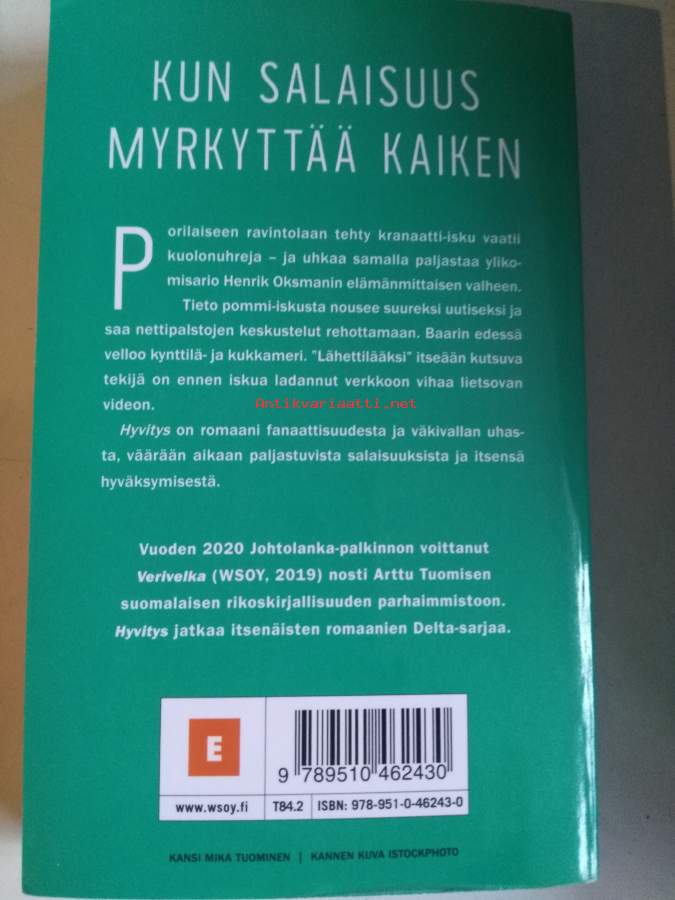 KUN SALAISUUS
MYRKYTTÄÄ KAIKEN
Porilaiseen ravintolaan tehty kranaatti-isku vaatii
kuolonuhreja – ja uhkaa samalla paljastaa yliko-
misario Henrik Oksmanin elämänmittaisen valheen.
Tieto pommi-iskusta nousee suureksi uutiseksi ja
saa nettipalstojen keskustelut rehottamaan. Baarin edessä
velloo kynttilä- ja kukkameri. "Lähettilääksi" itseään kutsuva
tekijä on ennen iskua ladannut verkkoon vihaa lietsovan
videon.
Antikvariaatti.net
Hyvitys on romaani fanaattisuudesta ja väkivallan uhas-
ta, väärään aikaan paljastuvista salaisuuksista ja itsensä
hyväksymisestä.
Vuoden 2020 Johtolanka-palkinnon voittanut
Verivelka (WSOY, 2019) nosti Arttu Tuomisen
suomalaisen rikoskirjallisuuden parhaimmistoon.
Hyvitys jatkaa itsenäisten romaanien Delta-sarjaa.
E
9 789510 462430
www.wsoy.fi T84.2 ISBN: 978-951-0-46243-0
KANSI MIKA TUOMINEN | KANNEN KUVA ISTOCKPHOTO